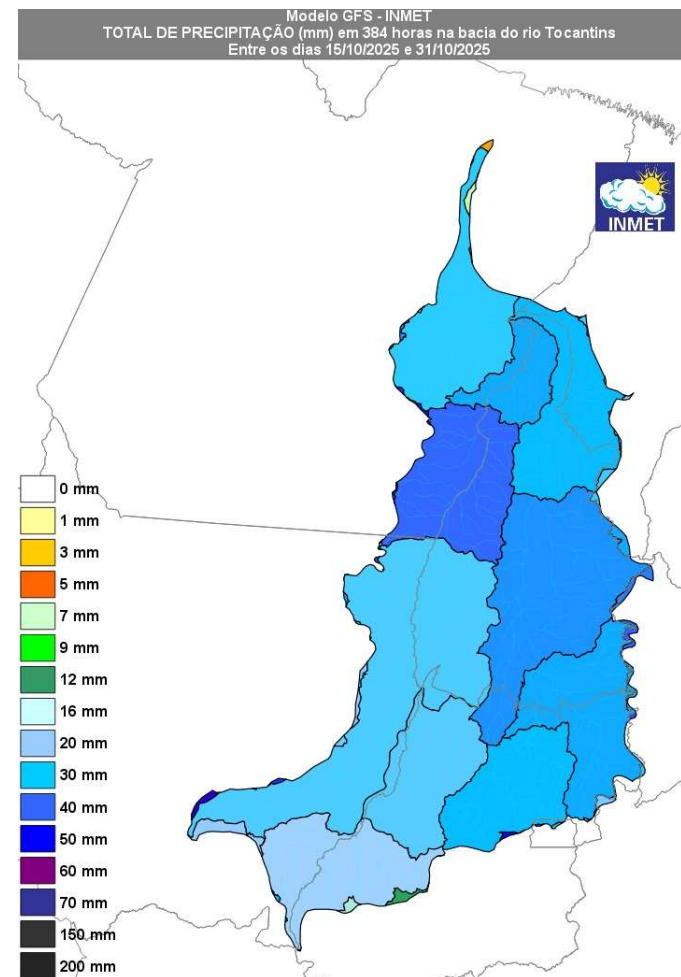 Modelo GFS - INMET
TOTAL DE PRECIPITAÇÃO (mm) em 384 horas na bacia do rio Tocantins
Entre os dias 15/10/2025 e 31/10/2025
INMET
0 mm
1 mm
3 mm
5 mm
7 mm
9 mm
12 mm
16 mm
20 mm
30 mm
40 mm
50 mm
60 mm
70 mm
150 mm
200 mm